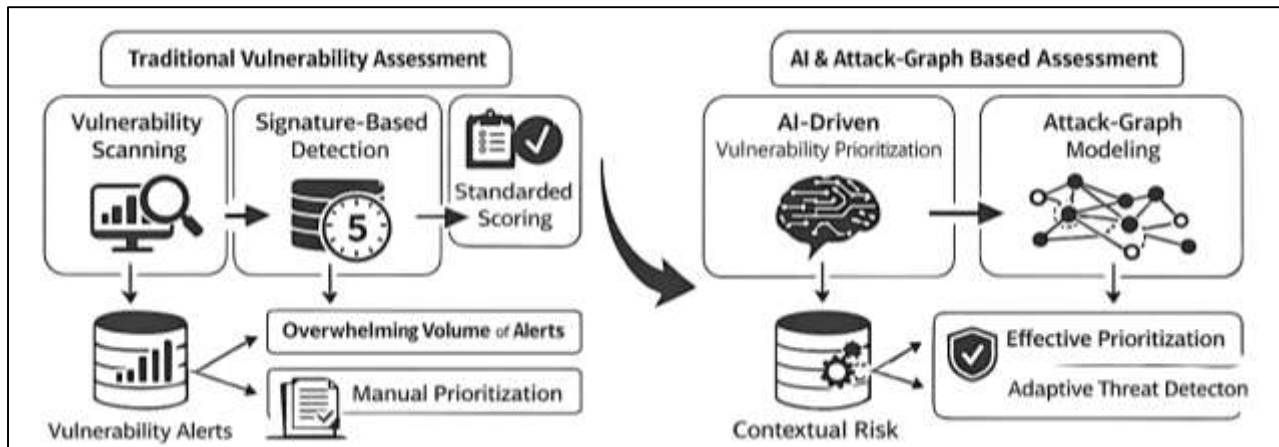 Traditional Vulnerability Assessment
Vulnerability
Scanning
Signature-Based
Detection
5
Standarded
Scoring
Vulnerability Alerts
Overwhelming Volume of Alerts
Manual Prioritization
AI & Attack-Graph Based Assessment
AI-Driven
Vulnerability Prioritization
Attack-Graph
Modeling
Contextual Risk
Effective Prioritization
Adaptive Threat Detecton